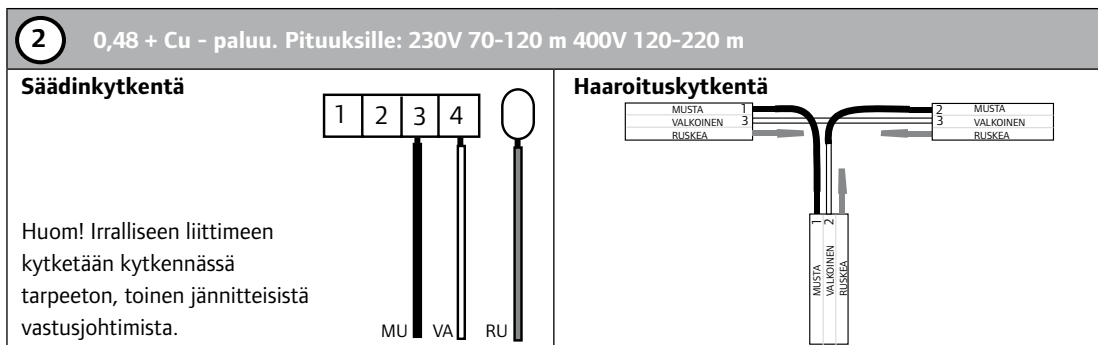 2 0,48 + Cu - paluu. Pituuksille: 230V 70-120 m 400V 120-220 m
Säädinkytkentä
1 2 3 4
Huom! Irralliseen liittimeen
kytketään kytkennässä
tarpeeton, toinen jännitteisistä
vastusjohtimista.
MU VA RU
Haaroituskytkentä
MUSTA 1
VALKOINEN 3
RUSKEA
2 MUSTA
3 VALKOINEN
RUSKEA
1 MUSTA
2 VALKOINEN
RUSKEA